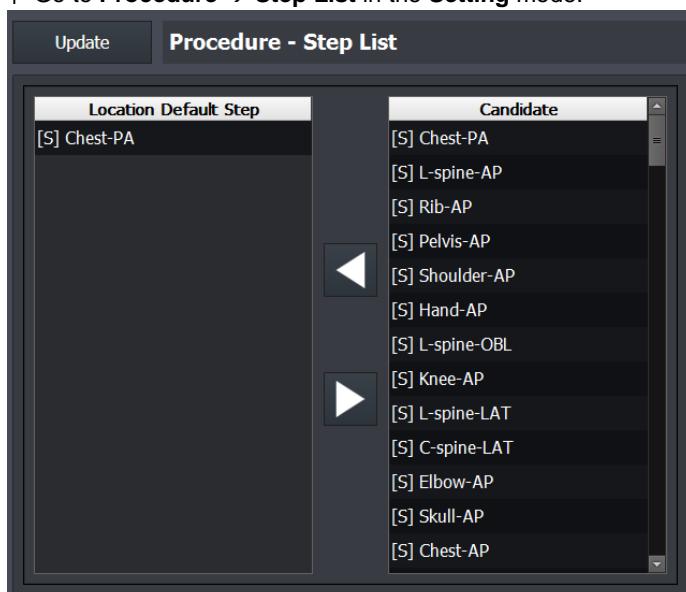 Go to Procedure → Step List in the Setting mode.
Update
Procedure - Step List
Location Default Step
[S] Chest-PA
Candidate
[S] Chest-PA
[S] L-spine-AP
[S] Rib-AP
[S] Pelvis-AP
[S] Shoulder-AP
[S] Hand-AP
[S] L-spine-OBL
[S] Knee-AP
[S] L-spine-LAT
[S] C-spine-LAT
[S] Elbow-AP
[S] Skull-AP
[S] Chest-AP